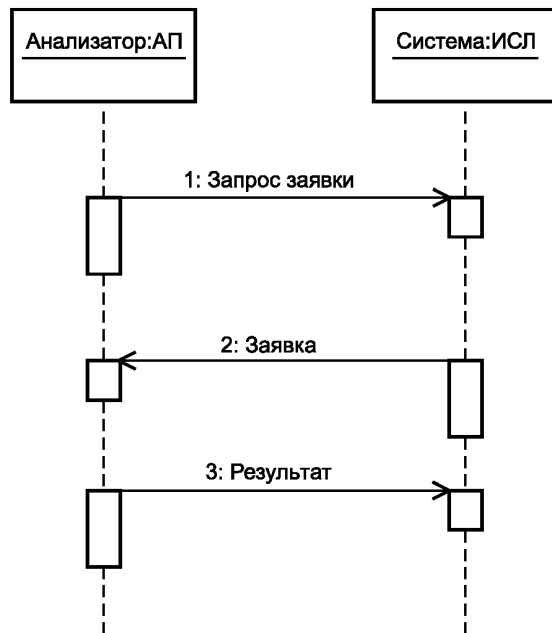 Анализатор:АП
Система:ИСЛ
1: Запрос заявки
2: Заявка
3: Результат